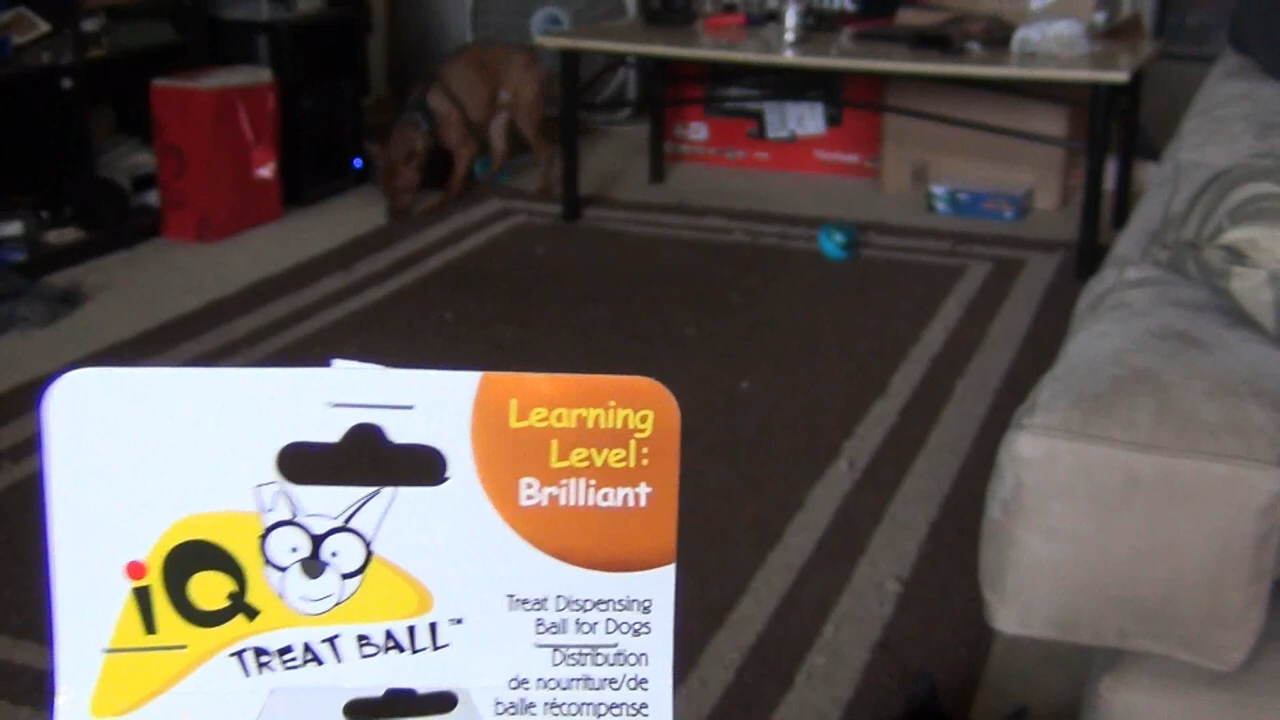 Learning
Level:
Brilliant
iQ
TREAT BALL™
Treat Dispensing
Ball for Dogs
Distribution
de nourriture/de
balle récompense